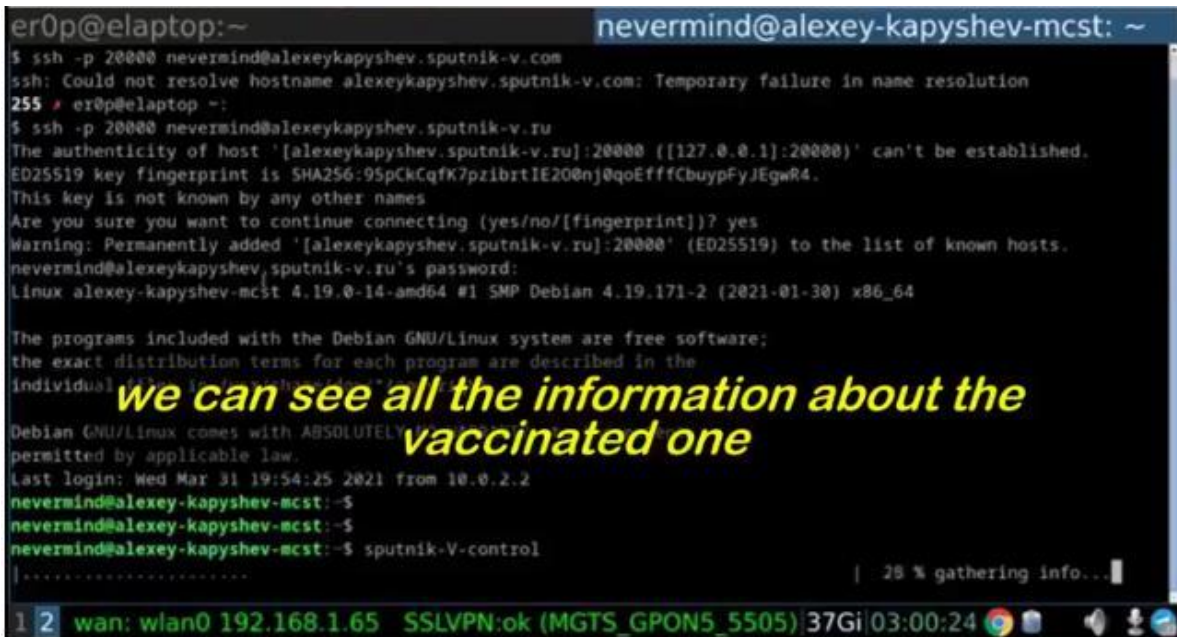 er0p@elaptop:~
nevermind@alexey-kapyshev-mcst: ~
$ ssh -p 20000 nevermind@alexeykapyshev.sputnik-v.com
ssh: Could not resolve hostname alexeykapyshev.sputnik-v.com: Temporary failure in name resolution
255 ✗ er0p@elaptop ~:
$ ssh -p 20000 nevermind@alexeykapyshev.sputnik-v.ru
The authenticity of host '[alexeykapyshev.sputnik-v.ru]:20000 ([127.0.0.1]:20000)' can't be established.
ED25519 key fingerprint is SHA256:95pCkCqfK7pzibrtIE2O0nj0qoEfffCbuypFyJEgwR4.
This key is not known by any other names
Are you sure you want to continue connecting (yes/no/[fingerprint])? yes
Warning: Permanently added '[alexeykapyshev.sputnik-v.ru]:20000' (ED25519) to the list of known hosts.
nevermind@alexeykapyshev.sputnik-v.ru's password:
Linux alexey-kapyshev-mcst 4.19.0-14-amd64 #1 SMP Debian 4.19.171-2 (2021-01-30) x86_64
The programs included with the Debian GNU/Linux system are free software;
the exact distribution terms for each program are described in the
individual
we can see all the information about the
vaccinated one
Debian GNU/Linux comes with ABSOLUTELY
permitted by applicable law.
Last login: Wed Mar 31 19:54:25 2021 from 10.0.2.2
nevermind@alexey-kapyshev-mcst:~$
nevermind@alexey-kapyshev-mcst:~$
nevermind@alexey-kapyshev-mcst:~$ sputnik-V-control
|....................... | 28 % gathering info...
1 2 wan: wlan0 192.168.1.65 SSLVPN:ok (MGTS_GPON5_5505) 37Gi 03:00:24